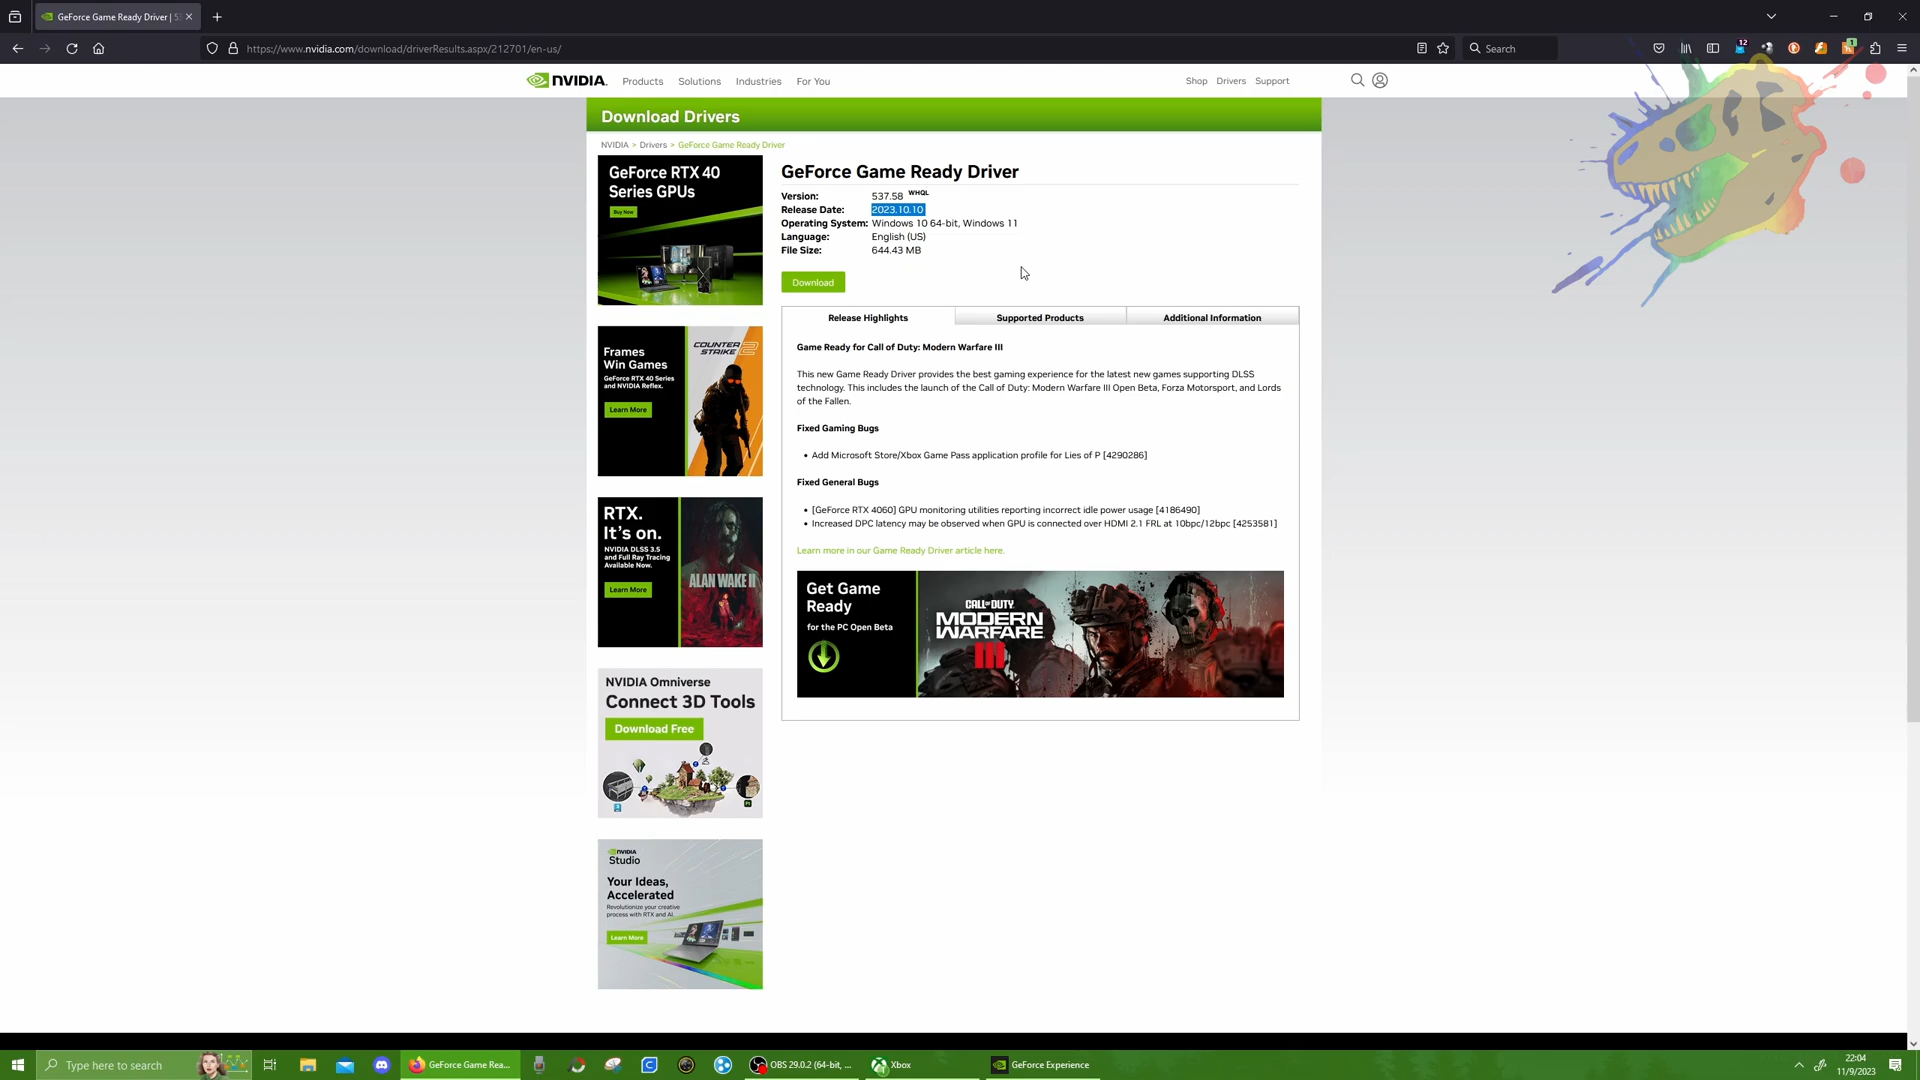 GeForce Game Ready Driver | 53
https://www.nvidia.com/download/driverResults.aspx/212701/en-us/
Search
12
1
NVIDIA.
Products
Solutions
Industries
For You
Shop
Drivers
Support
Download Drivers
NVIDIA > Drivers > GeForce Game Ready Driver
GeForce RTX 40
Series GPUs
Buy Now
GeForce Game Ready Driver
Version: 537.58 WHQL
Release Date: 2023.10.10
Operating System: Windows 10 64-bit, Windows 11
Language: English (US)
File Size: 644.43 MB
Download
Release Highlights
Supported Products
Additional Information
Game Ready for Call of Duty: Modern Warfare III
This new Game Ready Driver provides the best gaming experience for the latest new games supporting DLSS
technology. This includes the launch of the Call of Duty: Modern Warfare III Open Beta, Forza Motorsport, and Lords
of the Fallen.
Fixed Gaming Bugs
• Add Microsoft Store/Xbox Game Pass application profile for Lies of P [4290286]
Fixed General Bugs
• [GeForce RTX 4060] GPU monitoring utilities reporting incorrect idle power usage [4186490]
• Increased DPC latency may be observed when GPU is connected over HDMI 2.1 FRL at 10bpc/12bpc [4253581]
Learn more in our Game Ready Driver article here.
Get Game
Ready
for the PC Open Beta
CALL OF DUTY
MODERN
WARFARE
III
Frames
Win Games
GeForce RTX 40 Series
and NVIDIA Reflex.
Learn More
COUNTER
STRIKE 2
RTX.
It's on.
NVIDIA DLSS 3.5
and Full Ray Tracing
Available Now.
Learn More
ALAN WAKE II
NVIDIA Omniverse
Connect 3D Tools
Download Free
NVIDIA
Studio
Your Ideas,
Accelerated
Revolutionize your creative
process with RTX and AI.
Learn More
Type here to search
GeForce Game Rea...
OBS 29.0.2 (64-bit, ...
Xbox
GeForce Experience
22:04
11/9/2023